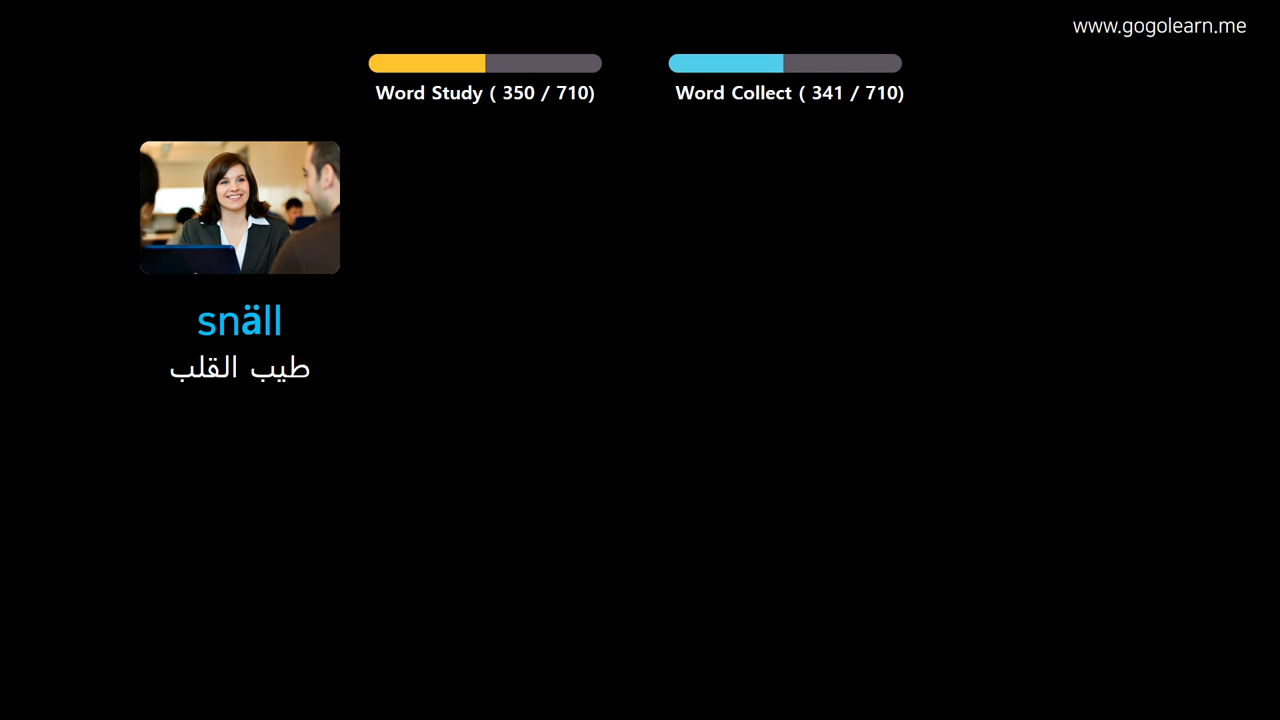 www.gogolearn.me
Word Study ( 350 / 710)
Word Collect ( 341 / 710)
snäll
طيب القلب